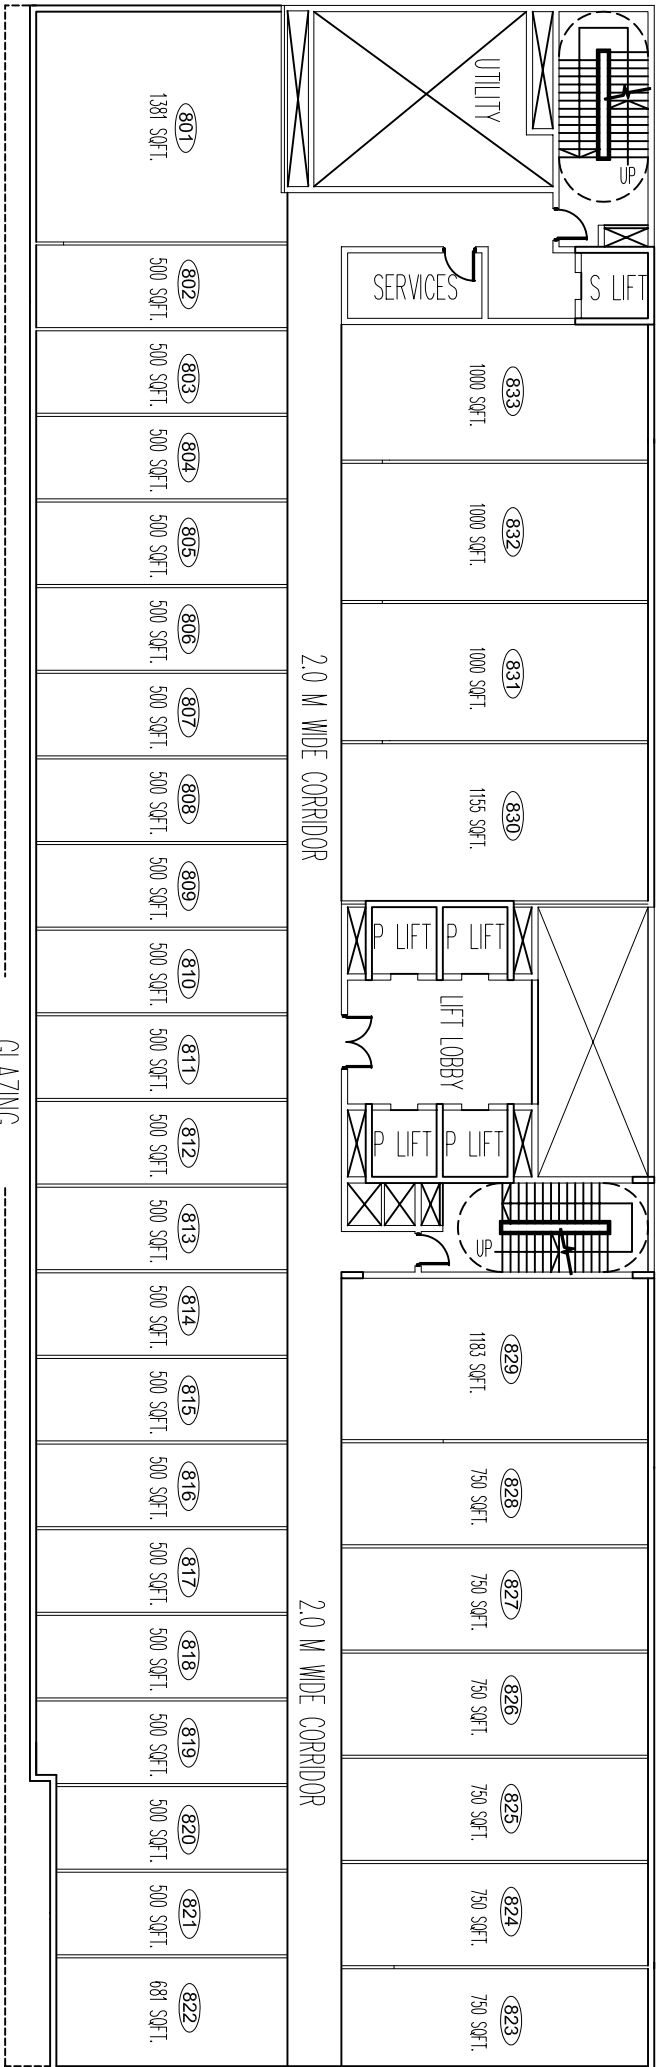 801
1381 SQFT.
802
500 SQFT.
803
500 SQFT.
804
500 SQFT.
805
500 SQFT.
806
500 SQFT.
807
500 SQFT.
808
500 SQFT.
809
500 SQFT.
810
500 SQFT.
811
500 SQFT.
812
500 SQFT.
813
500 SQFT.
814
500 SQFT.
815
500 SQFT.
816
500 SQFT.
817
500 SQFT.
818
500 SQFT.
819
500 SQFT.
820
500 SQFT.
821
500 SQFT.
822
681 SQFT.
GLAZING
2.0 M WIDE CORRIDOR
2.0 M WIDE CORRIDOR
UTILITY
UP
SERVICES
S LIFT
833
1000 SQFT.
832
1000 SQFT.
831
1000 SQFT.
830
1155 SQFT.
P LIFT
P LIFT
LIFT LOBBY
P LIFT
P LIFT
UP
829
1183 SQFT.
828
750 SQFT.
827
750 SQFT.
826
750 SQFT.
825
750 SQFT.
824
750 SQFT.
823
750 SQFT.